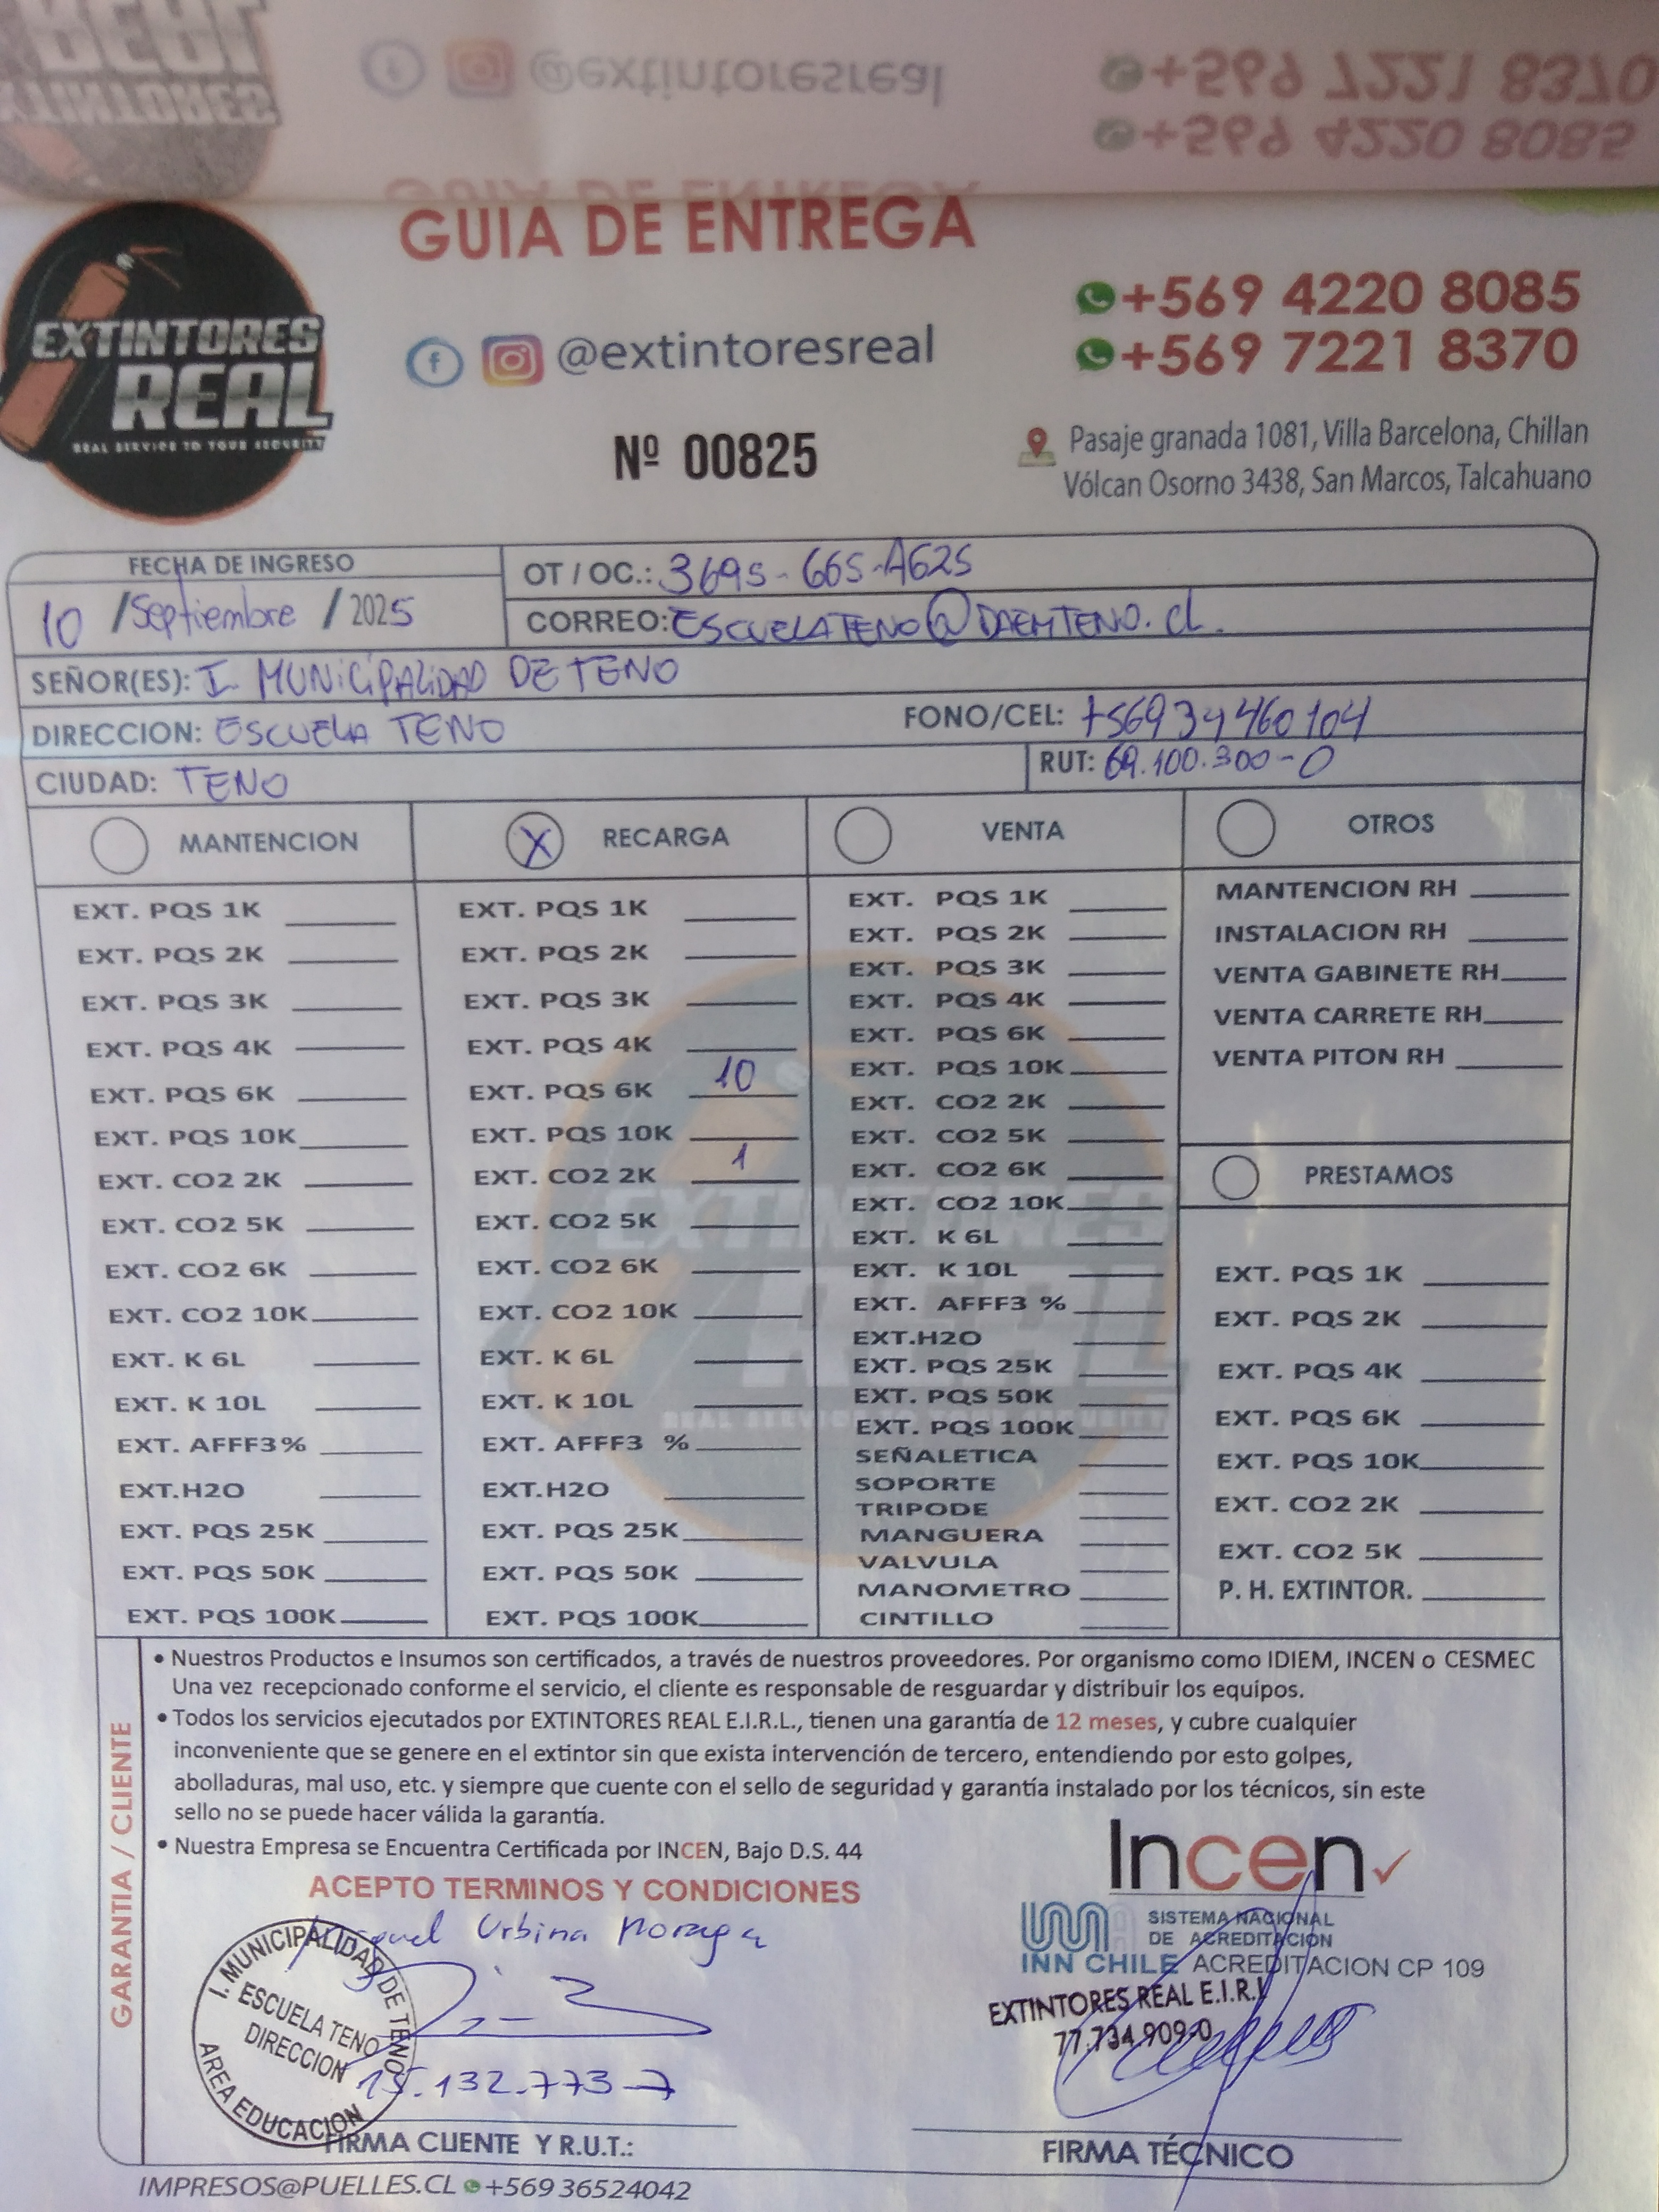 @extintoresreal
+569 7221 8370
+569 4220 8085
GUIA DE ENTREGA
EXTINTORES
REAL
REAL SERVICE TO YOUR SECURITY
@extintoresreal
+569 4220 8085
+569 7221 8370
Nº 00825
Pasaje granada 1081, Villa Barcelona, Chillan
Vólcan Osorno 3438, San Marcos, Talcahuano
FECHA DE INGRESO
10 / Septiembre / 2025
OT / OC.: 3695-665-AG25
CORREO: ESCUELATENO@DAEMTENO.cl.
SEÑOR(ES): I. MUNICIPALIDAD DE TENO
DIRECCION: ESCUELA TENO
FONO/CEL: +56934460104
CIUDAD: TENO
RUT: 69.100.300-0
MANTENCION
EXT. PQS 1K
EXT. PQS 2K
EXT. PQS 3K
EXT. PQS 4K
EXT. PQS 6K
EXT. PQS 10K
EXT. CO2 2K
EXT. CO2 5K
EXT. CO2 6K
EXT. CO2 10K
EXT. K 6L
EXT. K 10L
EXT. AFFF3%
EXT.H2O
EXT. PQS 25K
EXT. PQS 50K
EXT. PQS 100K
X RECARGA
EXT. PQS 1K
EXT. PQS 2K
EXT. PQS 3K
EXT. PQS 4K
EXT. PQS 6K 10
EXT. PQS 10K
EXT. CO2 2K 1
EXT. CO2 5K
EXT. CO2 6K
EXT. CO2 10K
EXT. K 6L
EXT. K 10L
EXT. AFFF3 %
EXT.H2O
EXT. PQS 25K
EXT. PQS 50K
EXT. PQS 100K
VENTA
EXT. PQS 1K
EXT. PQS 2K
EXT. PQS 3K
EXT. PQS 4K
EXT. PQS 6K
EXT. PQS 10K
EXT. CO2 2K
EXT. CO2 5K
EXT. CO2 6K
EXT. CO2 10K
EXT. K 6L
EXT. K 10L
EXT. AFFF3 %
EXT.H2O
EXT. PQS 25K
EXT. PQS 50K
EXT. PQS 100K
SEÑALETICA
SOPORTE
TRIPODE
MANGUERA
VALVULA
MANOMETRO
CINTILLO
OTROS
MANTENCION RH
INSTALACION RH
VENTA GABINETE RH
VENTA CARRETE RH
VENTA PITON RH
PRESTAMOS
EXT. PQS 1K
EXT. PQS 2K
EXT. PQS 4K
EXT. PQS 6K
EXT. PQS 10K
EXT. CO2 2K
EXT. CO2 5K
P. H. EXTINTOR.
GARANTIA / CLIENTE
• Nuestros Productos e Insumos son certificados, a través de nuestros proveedores. Por organismo como IDIEM, INCEN o CESMEC
Una vez recepcionado conforme el servicio, el cliente es responsable de resguardar y distribuir los equipos.
• Todos los servicios ejecutados por EXTINTORES REAL E.I.R.L., tienen una garantía de 12 meses, y cubre cualquier
inconveniente que se genere en el extintor sin que exista intervención de tercero, entendiendo por esto golpes,
abolladuras, mal uso, etc. y siempre que cuente con el sello de seguridad y garantía instalado por los técnicos, sin este
sello no se puede hacer válida la garantía.
• Nuestra Empresa se Encuentra Certificada por INCEN, Bajo D.S. 44
ACEPTO TERMINOS Y CONDICIONES
Urbina Moraga
I. MUNICIPALIDAD DE TENO
ESCUELA TENO
DIRECCION
AREA EDUCACION
15.132.773-7
FIRMA CLIENTE Y R.U.T.:
Incen
SISTEMA NACIONAL
DE ACREDITACION
INN CHILE ACREDITACION CP 109
EXTINTORES REAL E.I.R.L
77.734.909-0
FIRMA TÉCNICO
IMPRESOS@PUELLES.CL +569 36524042